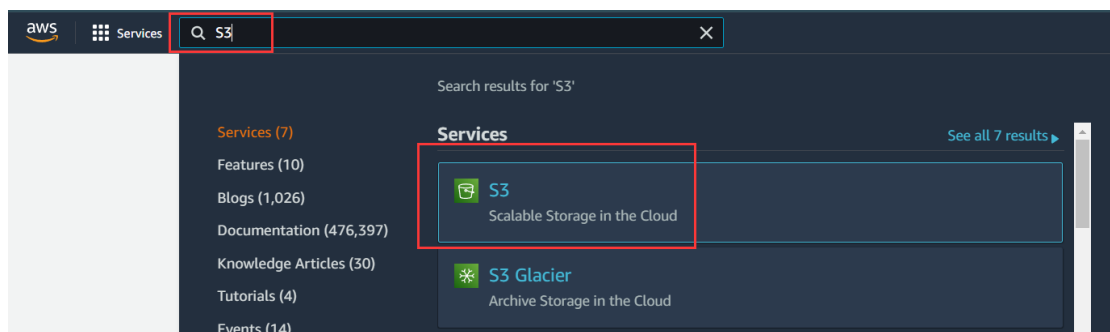 aws
Services
S3
Search results for 'S3'
Services (7)
Features (10)
Blogs (1,026)
Documentation (476,397)
Knowledge Articles (30)
Tutorials (4)
Events (14)
Services
See all 7 results
S3
Scalable Storage in the Cloud
S3 Glacier
Archive Storage in the Cloud